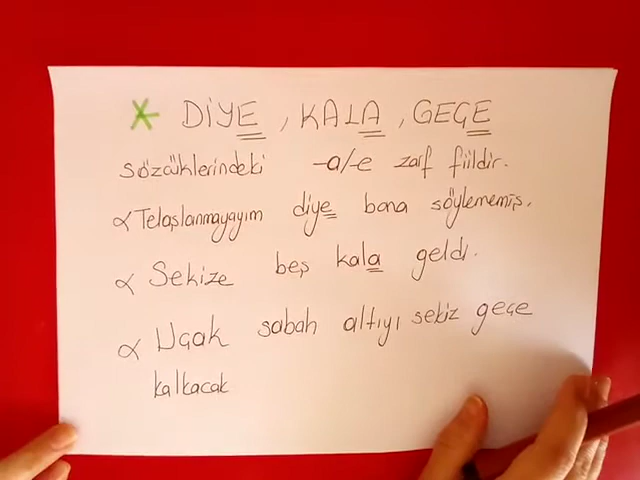 * DİYE, KALA, GEÇE
sözcüklerindeki -a/-e zarf fiildir.
α Telaşlanmayayım diye bana söylememiş.
α Sekize beş kala geldi.
α Uçak sabah altıyı sekiz geçe
kalkacak